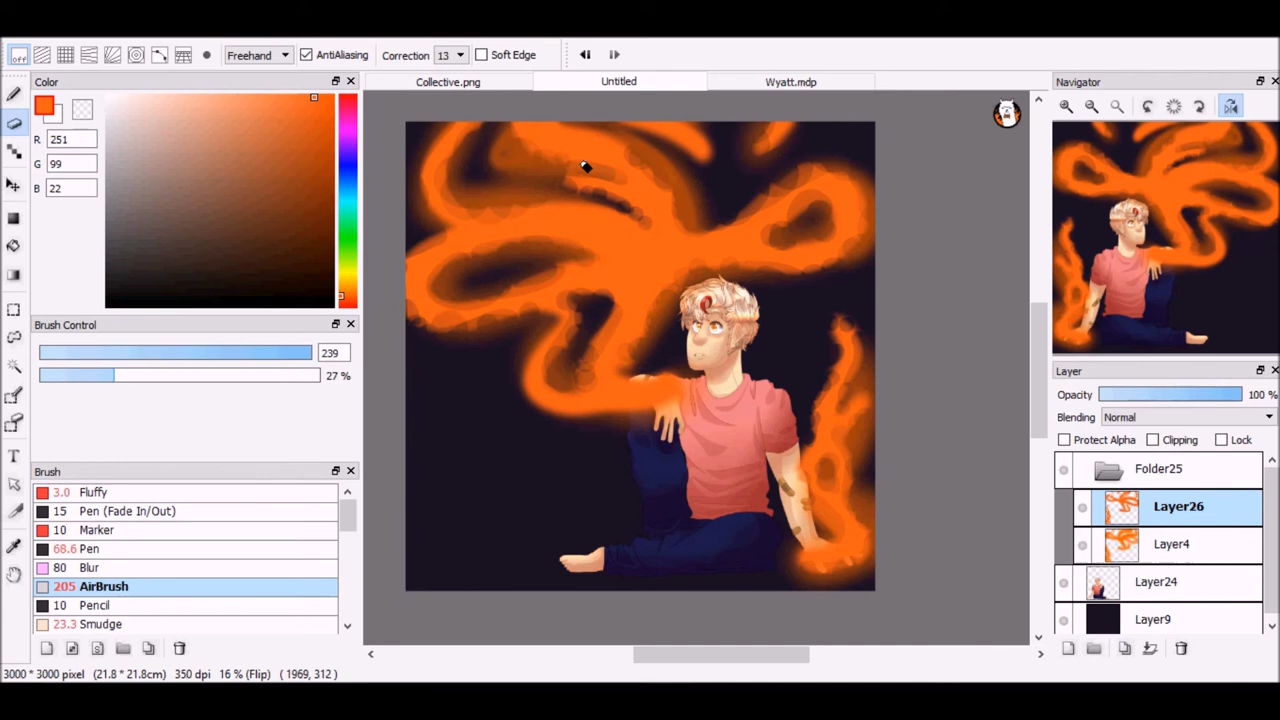 off Freehand AntiAliasing Correction 13 Soft Edge
Color
Collective.png Untitled Wyatt.mdp
Navigator
R 251
G 99
B 22
Brush Control
239
27 %
Brush
3.0 Fluffy
15 Pen (Fade In/Out)
10 Marker
68.6 Pen
80 Blur
205 AirBrush
10 Pencil
23.3 Smudge
Layer
Opacity 100 %
Blending Normal
Protect Alpha Clipping Lock
Folder25
Layer26
Layer4
Layer24
Layer9
T
3000 * 3000 pixel (21.8 * 21.8cm) 350 dpi 16 % (Flip) ( 1969, 312 )